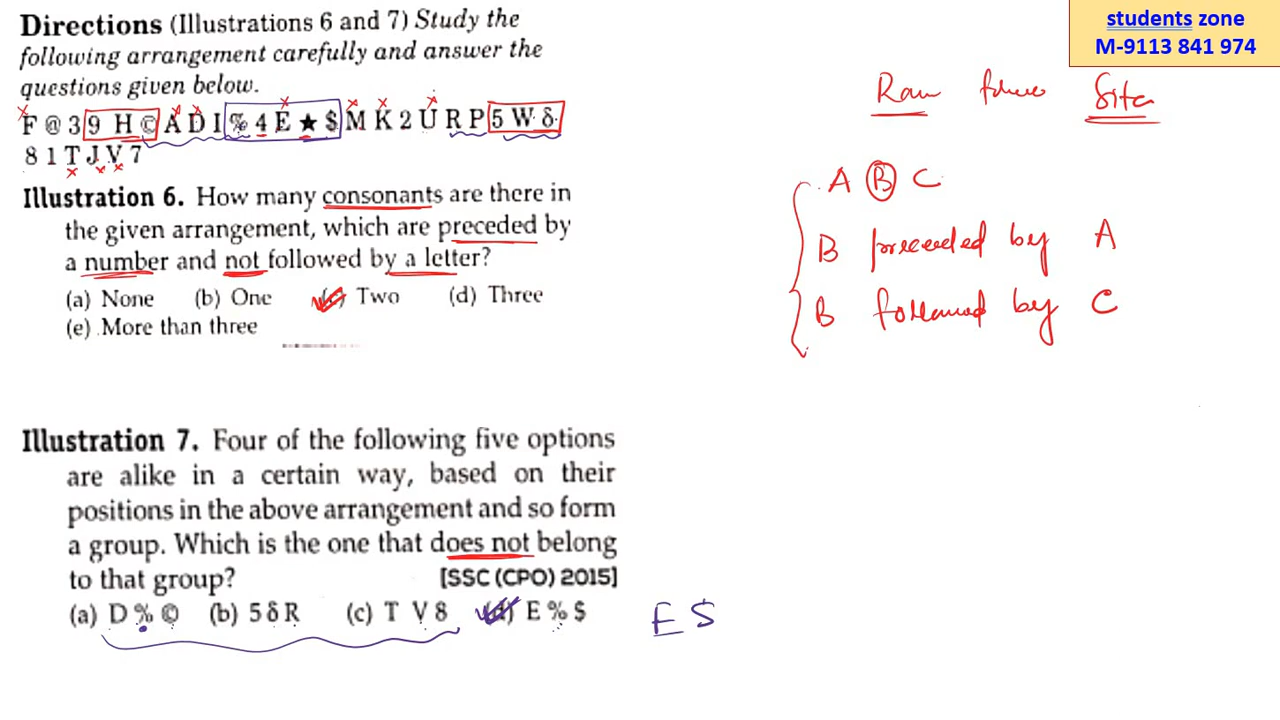 Directions (Illustrations 6 and 7) Study the
following arrangement carefully and answer the
questions given below.
F @ 3 9 H © A D I % 4 E ★ $ M K 2 U R P 5 W δ
8 1 T J V 7
Illustration 6. How many consonants are there in
the given arrangement, which are preceded by
a number and not followed by a letter?
(a) None (b) One (c) Two (d) Three
(e) More than three
Illustration 7. Four of the following five options
are alike in a certain way, based on their
positions in the above arrangement and so form
a group. Which is the one that does not belong
to that group? [SSC (CPO) 2015]
(a) D % © (b) 5 δ R (c) T V 8 (d) E % $
E $
students zone
M-9113 841 974
Ram Sita
A B C
B preceded by A
B followed by C